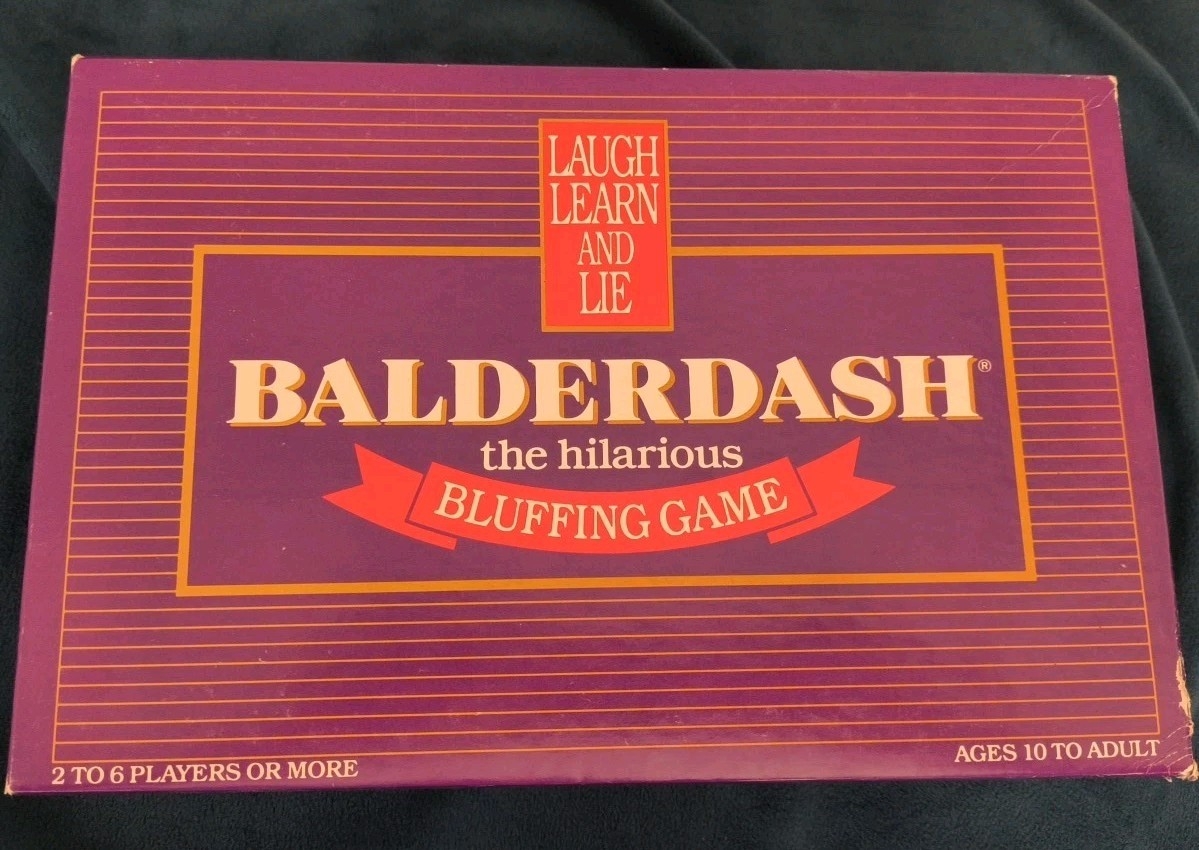 LAUGH
LEARN
AND
LIE
BALDERDASH®
the hilarious
BLUFFING GAME
2 TO 6 PLAYERS OR MORE
AGES 10 TO ADULT